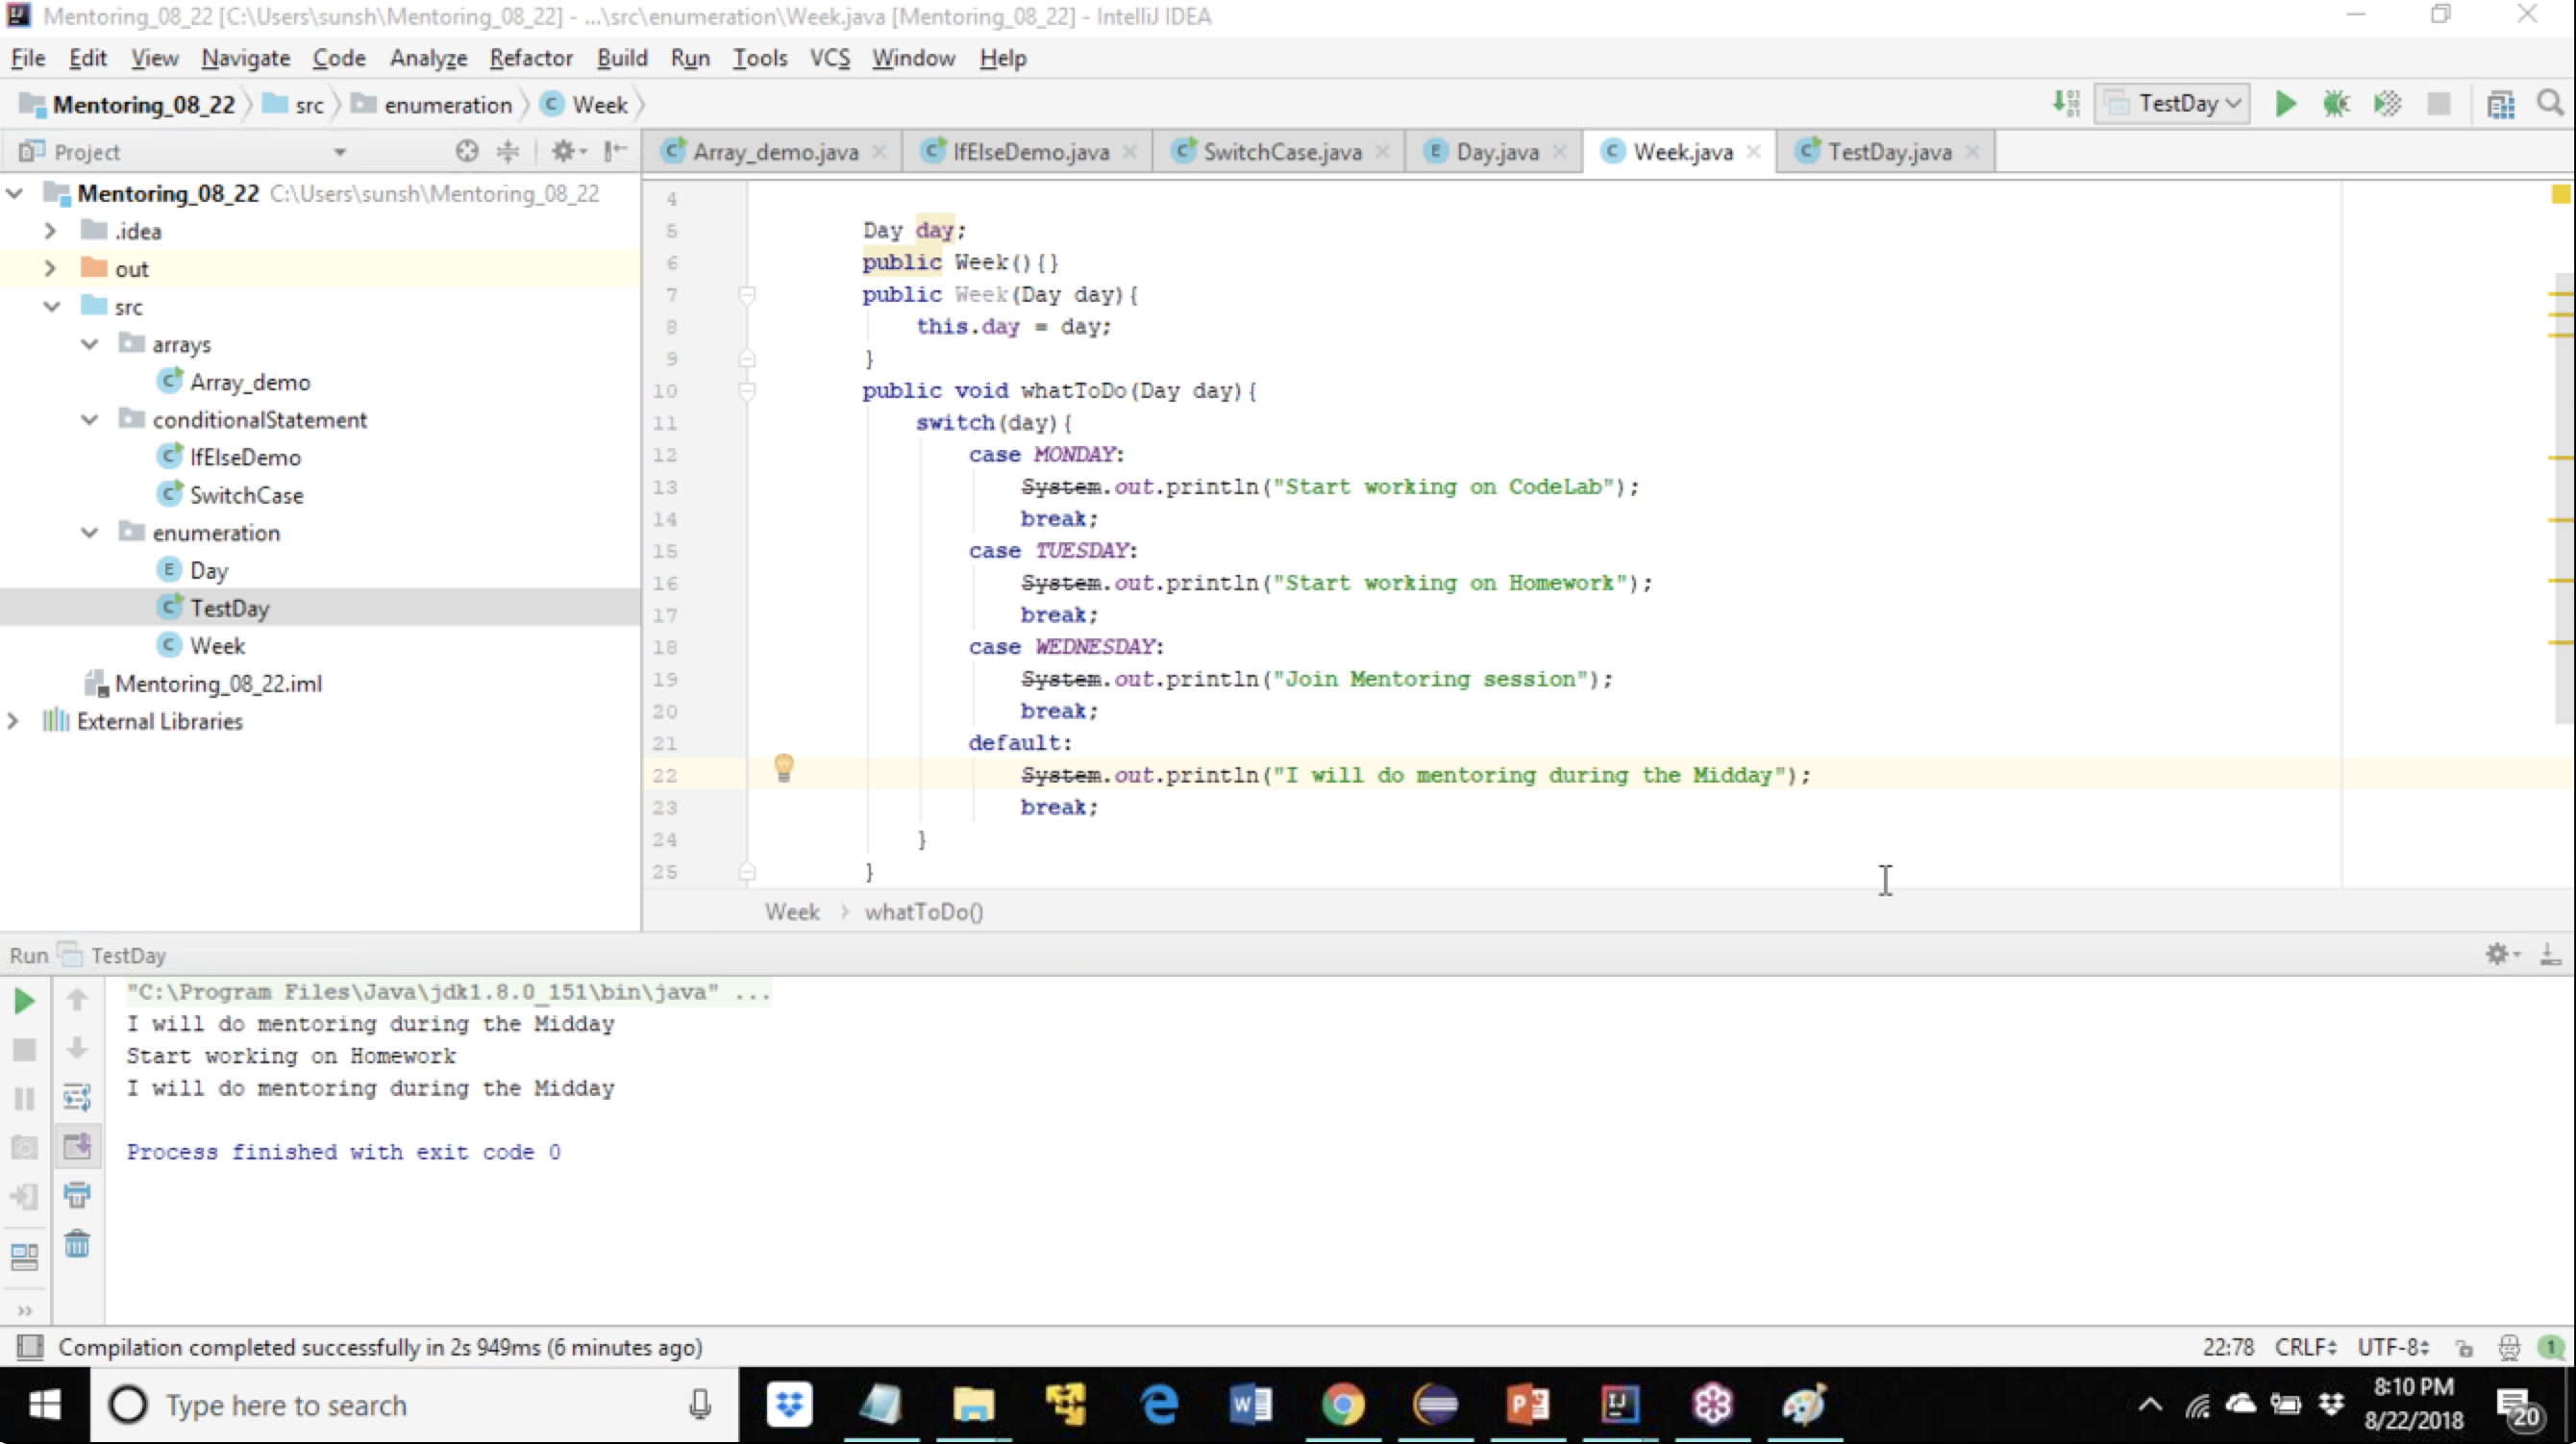 Mentoring_08_22 [C:\Users\sunsh\Mentoring_08_22] - ...\src\enumeration\Week.java [Mentoring_08_22] - IntelliJ IDEA
File Edit View Navigate Code Analyze Refactor Build Run Tools VCS Window Help
Mentoring_08_22 src enumeration Week TestDay
Project
Array_demo.java IfElseDemo.java SwitchCase.java Day.java Week.java TestDay.java
Mentoring_08_22 C:\Users\sunsh\Mentoring_08_22
.idea
out
src
arrays
Array_demo
conditionalStatement
IfElseDemo
SwitchCase
enumeration
Day
TestDay
Week
Mentoring_08_22.iml
External Libraries
4
5 Day day;
6 public Week(){}
7 public Week(Day day){
8 this.day = day;
9 }
10 public void whatToDo(Day day){
11 switch(day){
12 case MONDAY:
13 System.out.println("Start working on CodeLab");
14 break;
15 case TUESDAY:
16 System.out.println("Start working on Homework");
17 break;
18 case WEDNESDAY:
19 System.out.println("Join Mentoring session");
20 break;
21 default:
22 System.out.println("I will do mentoring during the Midday");
23 break;
24 }
25 }
Week > whatToDo()
Run TestDay
"C:\Program Files\Java\jdk1.8.0_151\bin\java" ...
I will do mentoring during the Midday
Start working on Homework
I will do mentoring during the Midday
Process finished with exit code 0
Compilation completed successfully in 2s 949ms (6 minutes ago) 22:78 CRLF UTF-8 1
Type here to search
8:10 PM
8/22/2018
20